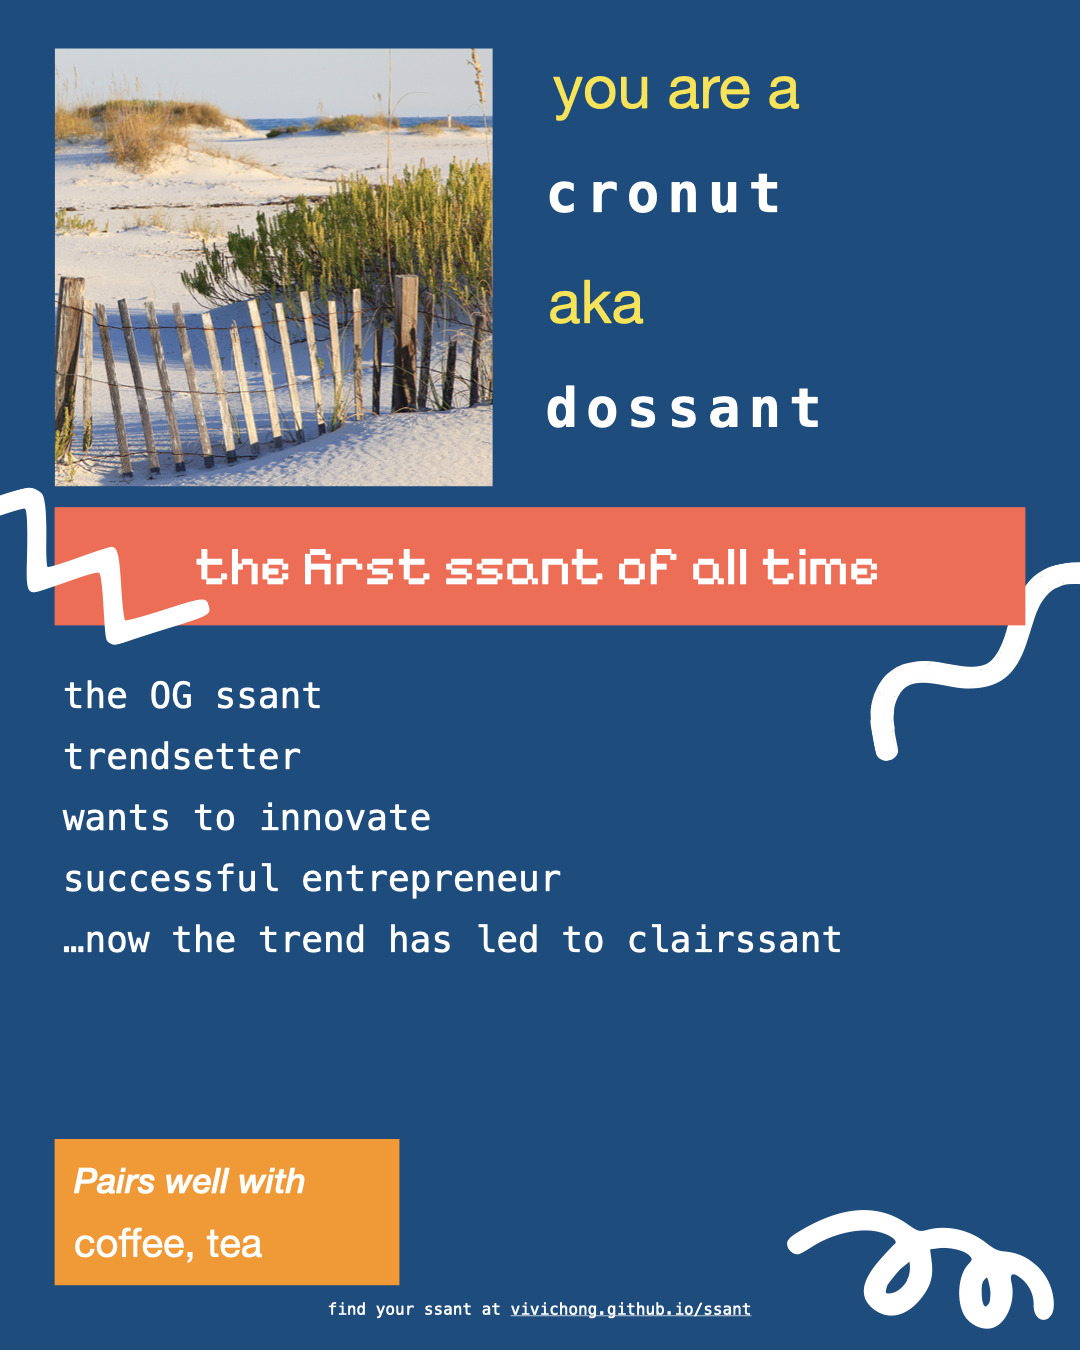 you are a
cronut
aka
dossant
the first ssant of all time
the OG ssant
trendsetter
wants to innovate
successful entrepreneur
…now the trend has led to clairssant
Pairs well with
coffee, tea
find your ssant at vivichong.github.io/ssant